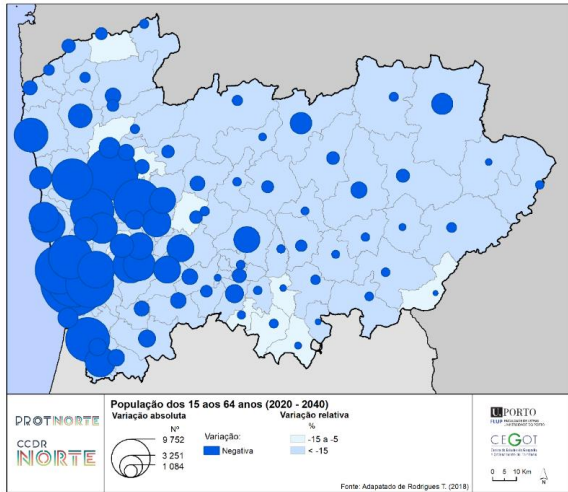 População dos 15 aos 64 anos (2020 - 2040)
Variação absoluta
Nº
9 752
3 251
1 084
Variação:
Negativa
Variação relativa
%
-15 a -5
< -15
PROTNORTE
CCDR
NORTE
U.PORTO
CEGOT
0 5 10 Km
N
Fonte: Adapatado de Rodrigues T. (2018)